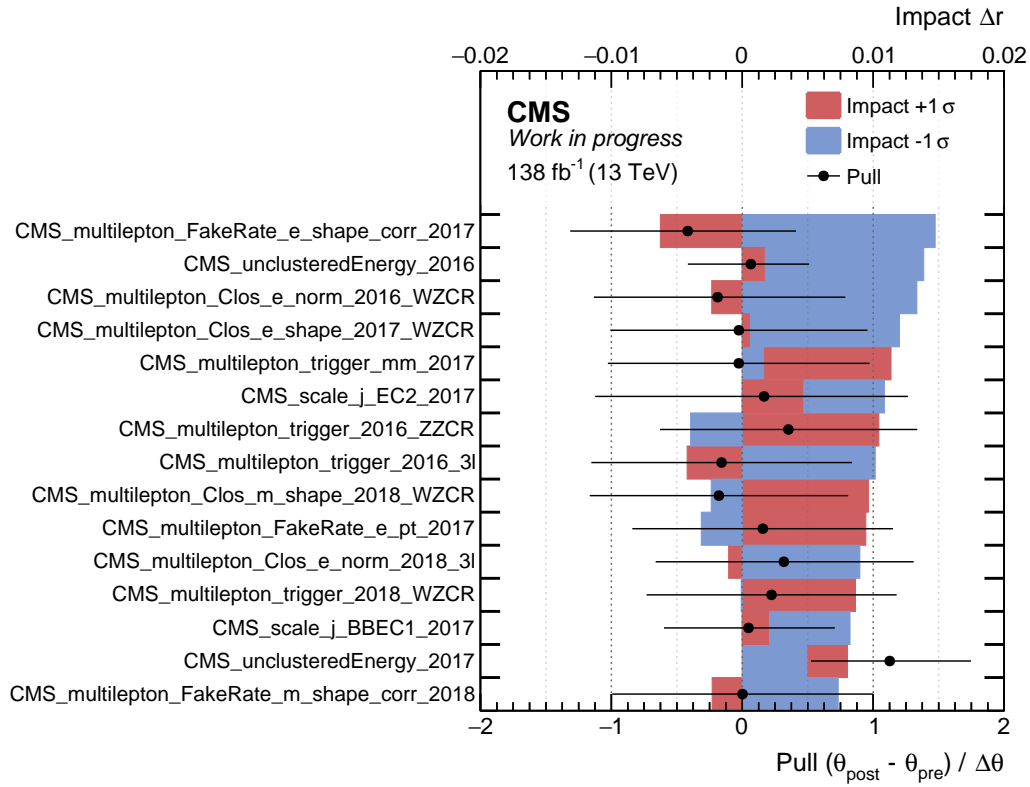 Impact Δr
−0.02 −0.01 0 0.01 0.02
CMS
Work in progress
138 fb⁻¹ (13 TeV)
Impact +1 σ
Impact -1 σ
Pull
CMS_multilepton_FakeRate_e_shape_corr_2017
CMS_unclusteredEnergy_2016
CMS_multilepton_Clos_e_norm_2016_WZCR
CMS_multilepton_Clos_e_shape_2017_WZCR
CMS_multilepton_trigger_mm_2017
CMS_scale_j_EC2_2017
CMS_multilepton_trigger_2016_ZZCR
CMS_multilepton_trigger_2016_3l
CMS_multilepton_Clos_m_shape_2018_WZCR
CMS_multilepton_FakeRate_e_pt_2017
CMS_multilepton_Clos_e_norm_2018_3l
CMS_multilepton_trigger_2018_WZCR
CMS_scale_j_BBEC1_2017
CMS_unclusteredEnergy_2017
CMS_multilepton_FakeRate_m_shape_corr_2018
−2 −1 0 1 2
Pull (θpost - θpre) / Δθ